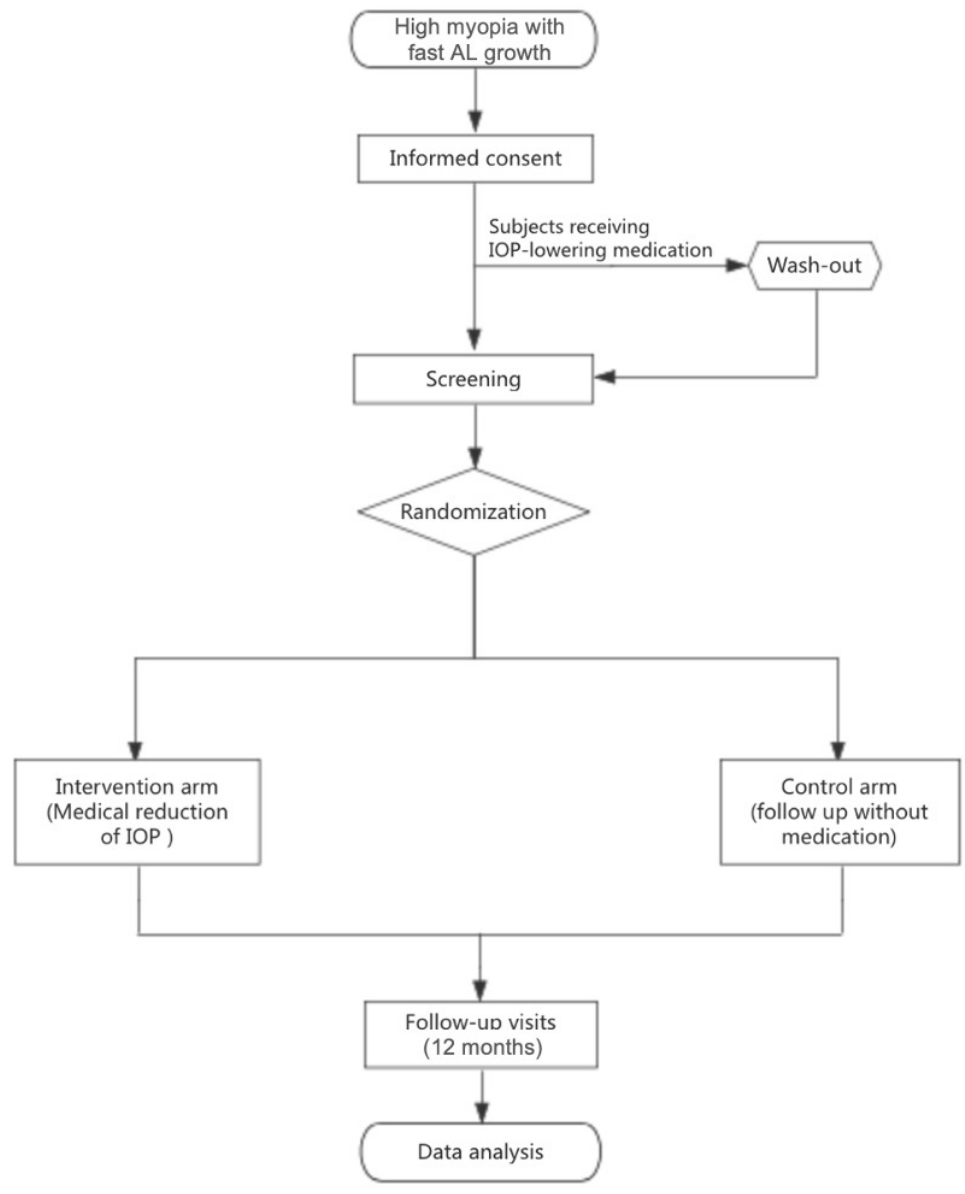 High myopia with
fast AL growth
Informed consent
Subjects receiving
IOP-lowering medication
Wash-out
Screening
Randomization
Intervention arm
(Medical reduction
of IOP )
Control arm
(follow up without
medication)
Follow-up visits
(12 months)
Data analysis